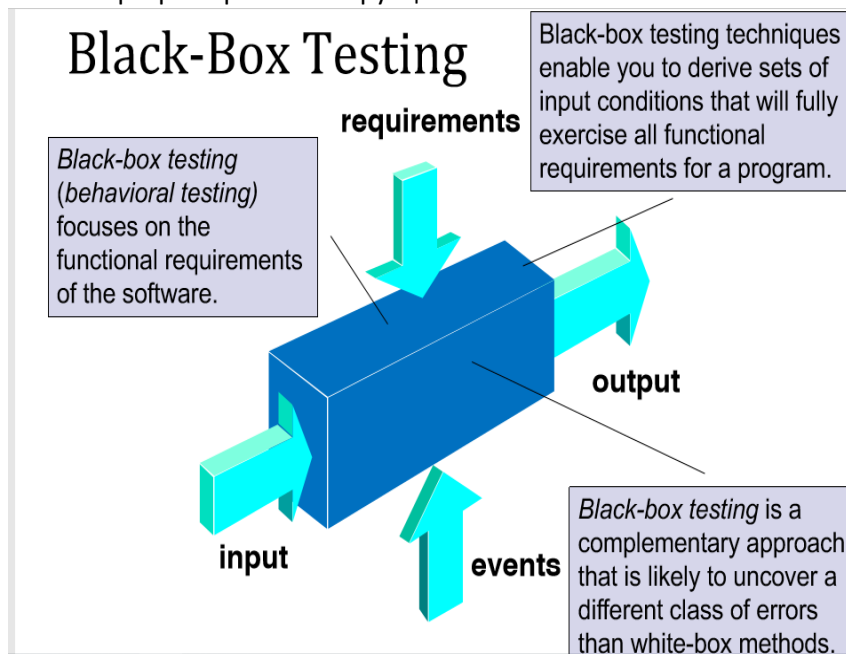 Black-Box Testing
Black-box testing techniques
enable you to derive sets of
input conditions that will fully
exercise all functional
requirements for a program.
requirements
Black-box testing
(behavioral testing)
focuses on the
functional requirements
of the software.
output
input
events
Black-box testing is a
complementary approach
that is likely to uncover a
different class of errors
than white-box methods.